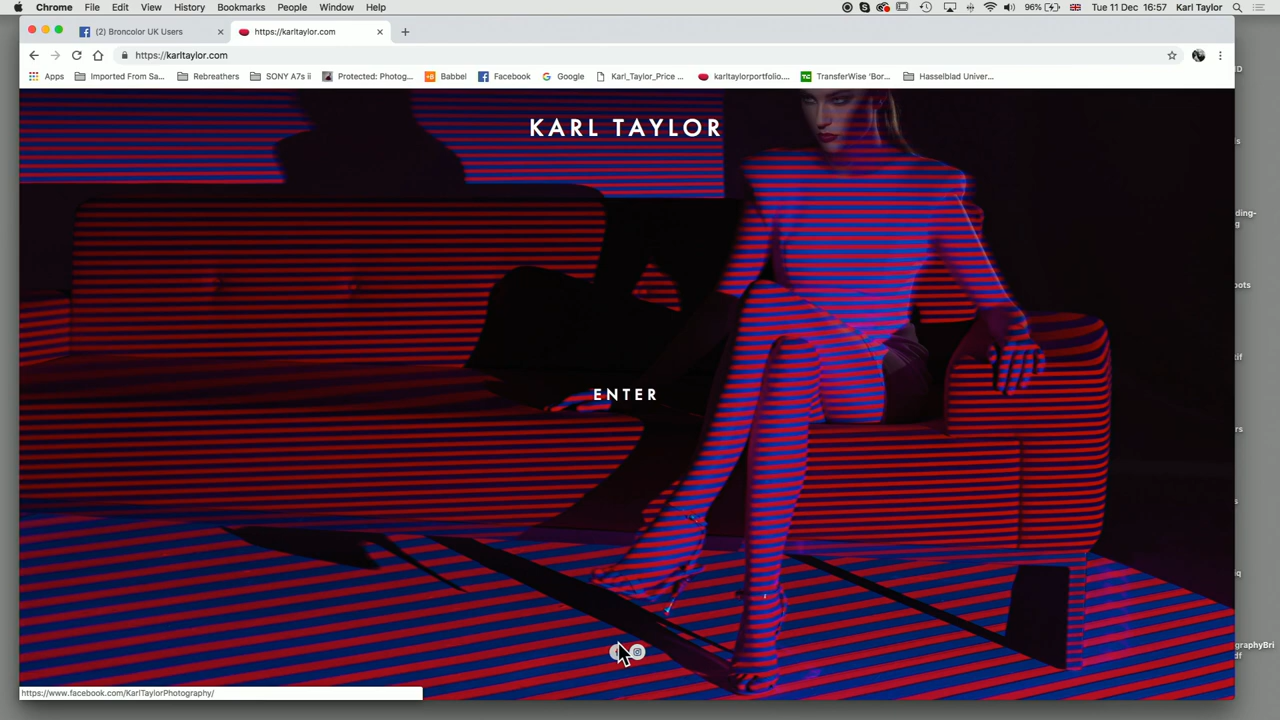 Chrome File Edit View History Bookmarks People Window Help 96% Tue 11 Dec 16:57 Karl Taylor
(2) Broncolor UK Users https://karltaylor.com
https://karltaylor.com
Apps Imported From Sa... Rebreathers SONY A7s ii Protected: Photog... Babbel Facebook Google Karl_Taylor_Price ... karltaylorportfolio.... TransferWise 'Bor... Hasselblad Univer...
KARL TAYLOR
ENTER
https://www.facebook.com/KarlTaylorPhotography/